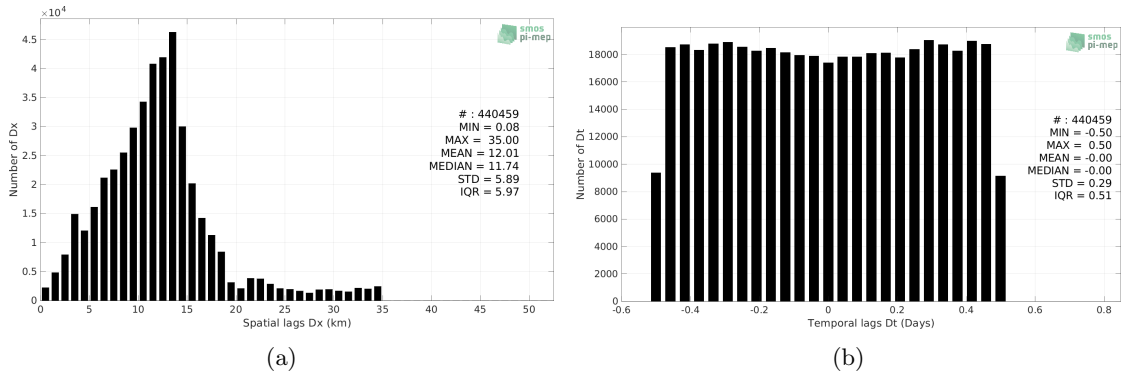 ×10⁴
4.5
4
3.5
3
2.5
2
1.5
1
0.5
0
Number of Dx
0 5 10 15 20 25 30 35 40 45 50
Spatial lags Dx (km)
smos
pi-mep
# : 440459
MIN = 0.08
MAX = 35.00
MEAN = 12.01
MEDIAN = 11.74
STD = 5.89
IQR = 5.97
(a)
18000
16000
14000
12000
10000
8000
6000
4000
2000
0
Number of Dt
-0.6 -0.4 -0.2 0 0.2 0.4 0.6 0.8
Temporal lags Dt (Days)
smos
pi-mep
# : 440459
MIN = -0.50
MAX = 0.50
MEAN = -0.00
MEDIAN = -0.00
STD = 0.29
IQR = 0.51
(b)